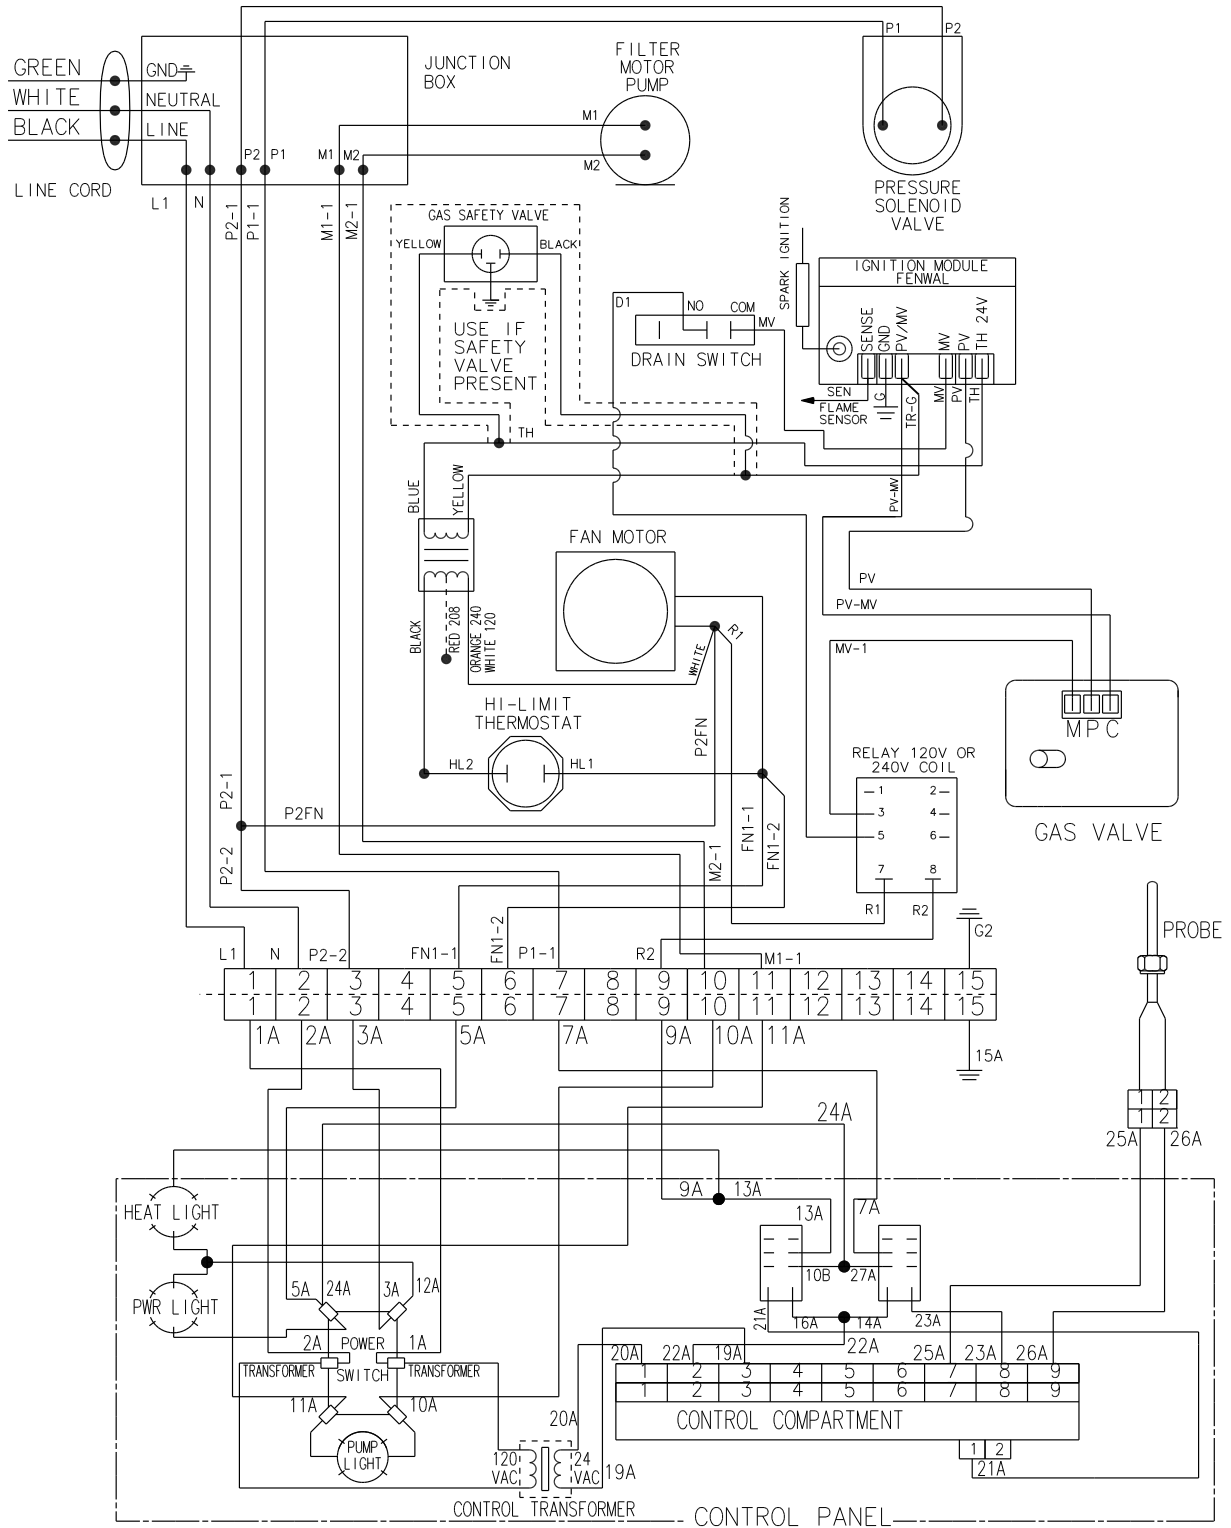 P1
P2
GREEN
WHITE
BLACK
GND
NEUTRAL
LINE
JUNCTION
BOX
FILTER
MOTOR
PUMP
M1
M2
P2
P1
M1
M2
LINE CORD
L1
N
P2-1
P1-1
M1-1
M2-1
PRESSURE
SOLENOID
VALVE
GAS SAFETY VALVE
YELLOW
BLACK
USE IF
SAFETY
VALVE
PRESENT
SPARK IGNITION
IGNITION MODULE
FENWAL
SENSE
GND
PV/MV
MV
PV
TH 24V
D1
NO
COM
MV
DRAIN SWITCH
SEN
FLAME
SENSOR
G
TR-G
MV
PV
TH
TH
BLUE
YELLOW
PV-MV
FAN MOTOR
PV
PV-MV
MV-1
BLACK
RED 208
ORANGE 240
WHITE 120
WHITE
R1
P2FN
HI-LIMIT
THERMOSTAT
HL2
HL1
MPC
GAS VALVE
RELAY 120V OR
240V COIL
1
2
3
4
5
6
7
8
P2-1
P2FN
P2-2
FN1-1
FN1-2
M2-1
R1
R2
G2
PROBE
L1
N
P2-2
FN1-1
FN1-2
P1-1
R2
M1-1
1 2 3 4 5 6 7 8 9 10 11 12 13 14 15
1 2 3 4 5 6 7 8 9 10 11 12 13 14 15
1A
2A
3A
5A
7A
9A
10A
11A
15A
24A
1 2
1 2
25A
26A
9A
13A
13A
7A
HEAT LIGHT
PWR LIGHT
5A
24A
3A
12A
10B
27A
21A
16A
14A
23A
2A
POWER
SWITCH
1A
TRANSFORMER
TRANSFORMER
22A
20A
22A
19A
25A
23A
26A
1 2 3 4 5 6 7 8 9
1 2 3 4 5 6 7 8 9
CONTROL COMPARTMENT
11A
10A
PUMP
LIGHT
20A
120
VAC
24
VAC
19A
1 2
21A
CONTROL TRANSFORMER
CONTROL PANEL